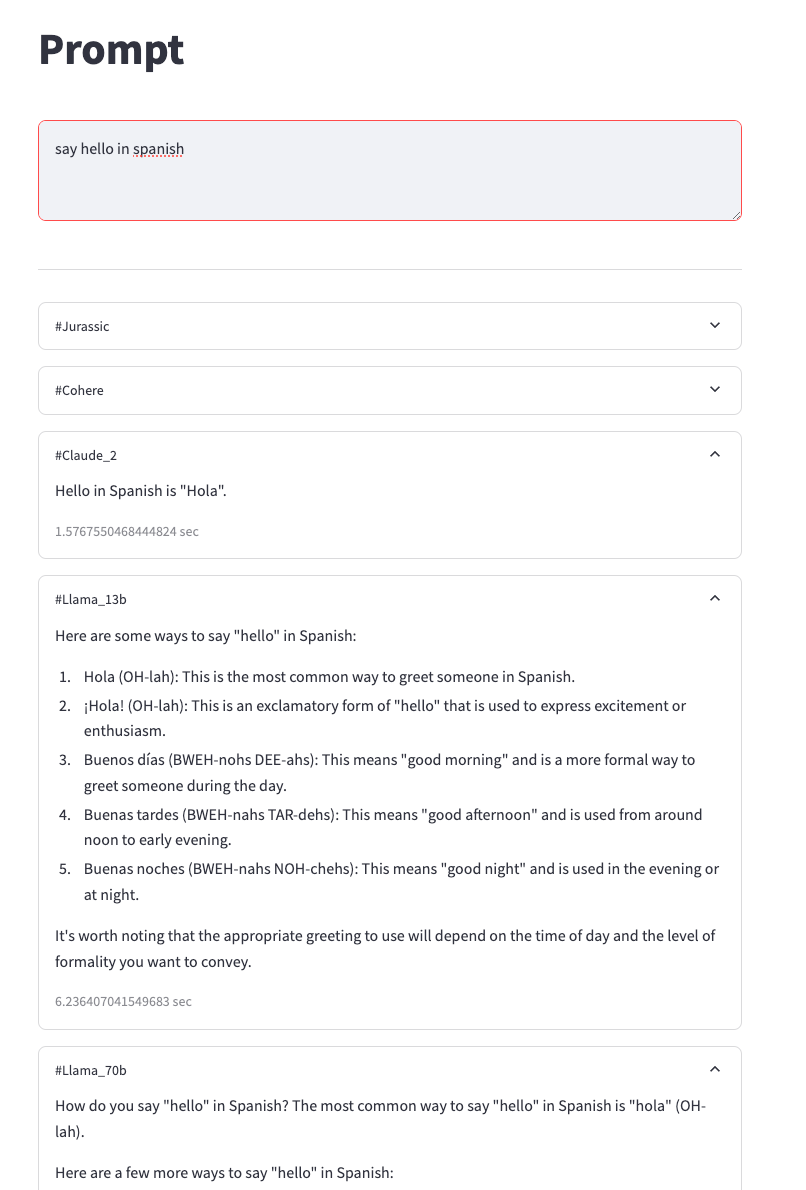 Prompt
say hello in spanish
#Jurassic
#Cohere
#Claude_2
Hello in Spanish is "Hola".
1.5767550468444824 sec
#Llama_13b
Here are some ways to say "hello" in Spanish:
1. Hola (OH-lah): This is the most common way to greet someone in Spanish.
2. ¡Hola! (OH-lah): This is an exclamatory form of "hello" that is used to express excitement or
enthusiasm.
3. Buenos días (BWEH-nohs DEE-ahs): This means "good morning" and is a more formal way to
greet someone during the day.
4. Buenas tardes (BWEH-nahs TAR-dehs): This means "good afternoon" and is used from around
noon to early evening.
5. Buenas noches (BWEH-nahs NOH-chehs): This means "good night" and is used in the evening or
at night.
It's worth noting that the appropriate greeting to use will depend on the time of day and the level of
formality you want to convey.
6.236407041549683 sec
#Llama_70b
How do you say "hello" in Spanish? The most common way to say "hello" in Spanish is "hola" (OH-
lah).
Here are a few more ways to say "hello" in Spanish: